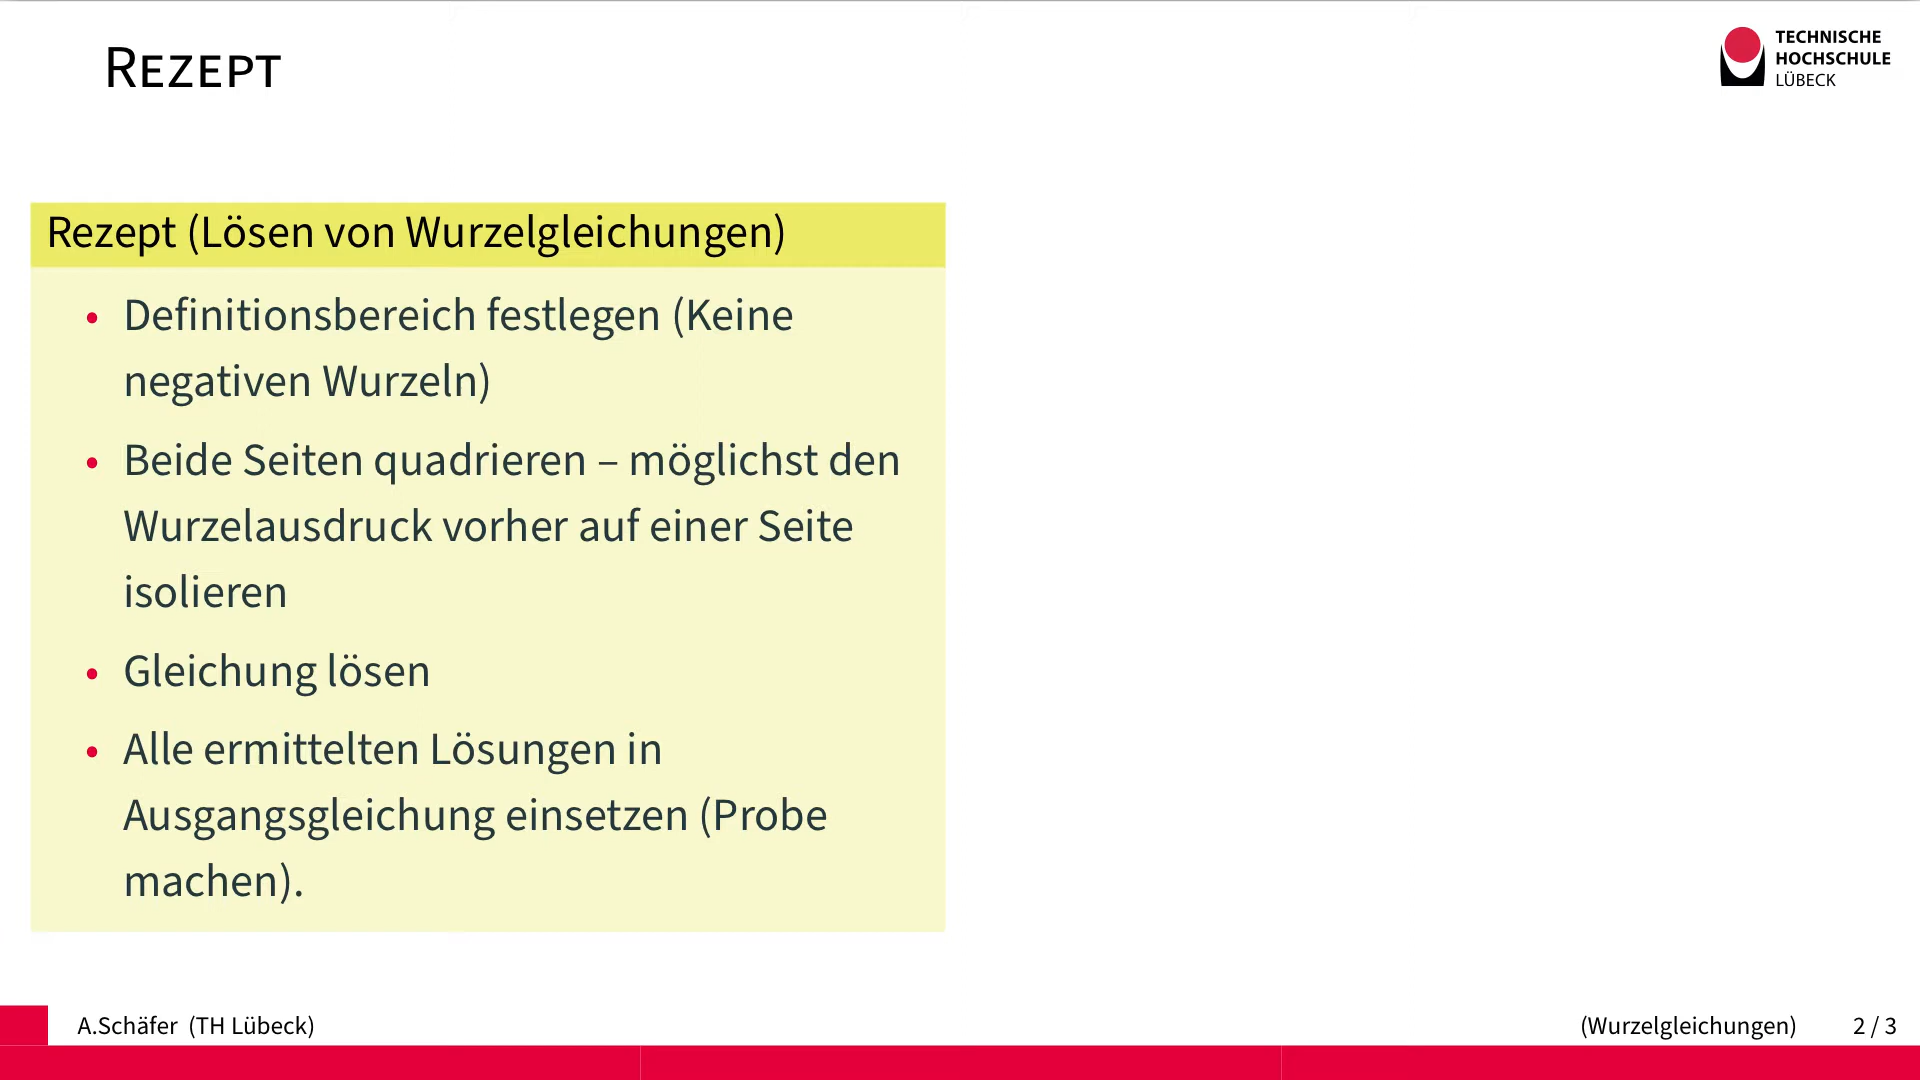 REZEPT
TECHNISCHE
HOCHSCHULE
LÜBECK
Rezept (Lösen von Wurzelgleichungen)
• Definitionsbereich festlegen (Keine
negativen Wurzeln)
• Beide Seiten quadrieren – möglichst den
Wurzelausdruck vorher auf einer Seite
isolieren
• Gleichung lösen
• Alle ermittelten Lösungen in
Ausgangsgleichung einsetzen (Probe
machen).
A.Schäfer (TH Lübeck)
(Wurzelgleichungen) 2 / 3